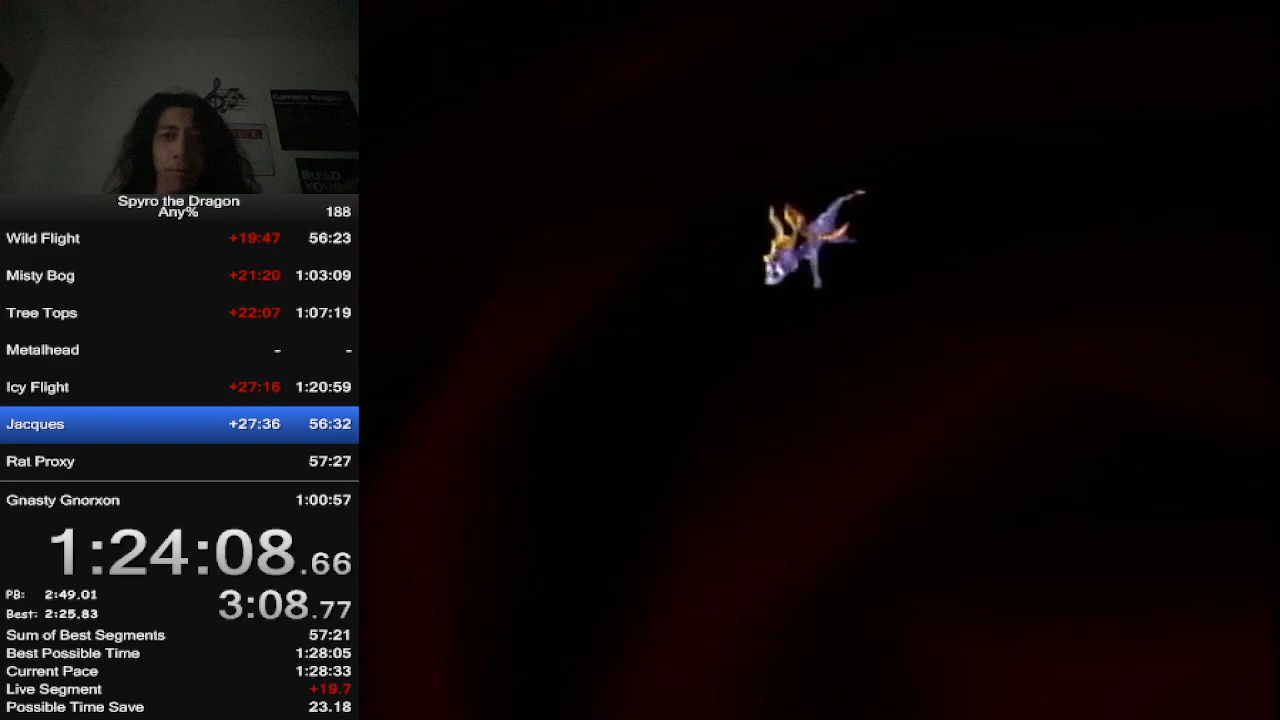 BUILD
YOUR
Spyro the Dragon
Any% 188
Wild Flight +19:47 56:23
Misty Bog +21:20 1:03:09
Tree Tops +22:07 1:07:19
Metalhead - -
Icy Flight +27:16 1:20:59
Jacques +27:36 56:32
Rat Proxy 57:27
Gnasty Gnorxon 1:00:57
1:24:08.66
PB: 2:49.01
3:08.77
Best: 2:25.83
Sum of Best Segments 57:21
Best Possible Time 1:28:05
Current Pace 1:28:33
Live Segment +19.7
Possible Time Save 23.18